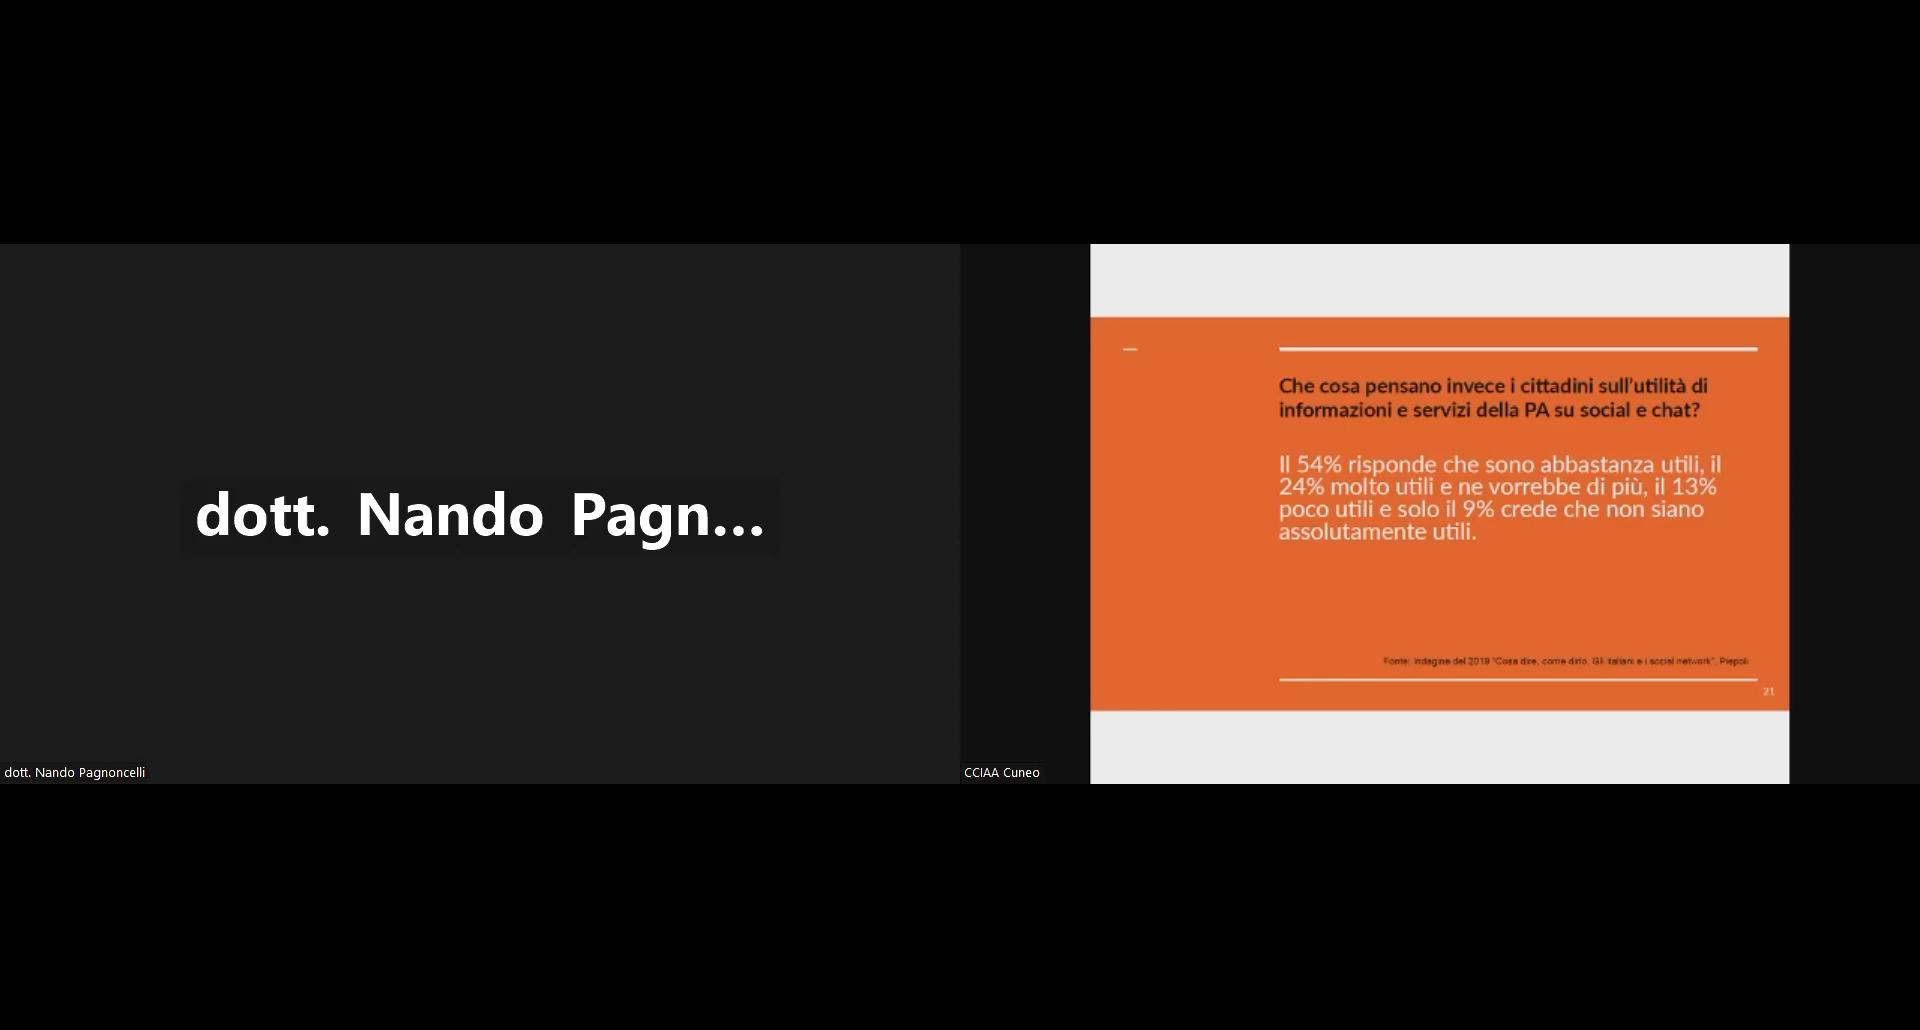 dott. Nando Pagn...
dott. Nando Pagnoncelli
CCIAA Cuneo
Che cosa pensano invece i cittadini sull'utilità di
informazioni e servizi della PA su social e chat?
Il 54% risponde che sono abbastanza utili, il
24% molto utili e ne vorrebbe di più, il 13%
poco utili e solo il 9% crede che non siano
assolutamente utili.
Fonte: Indagine del 2019 "Cosa dire, come dirlo. Gli italiani e i social network". Piepoli
21